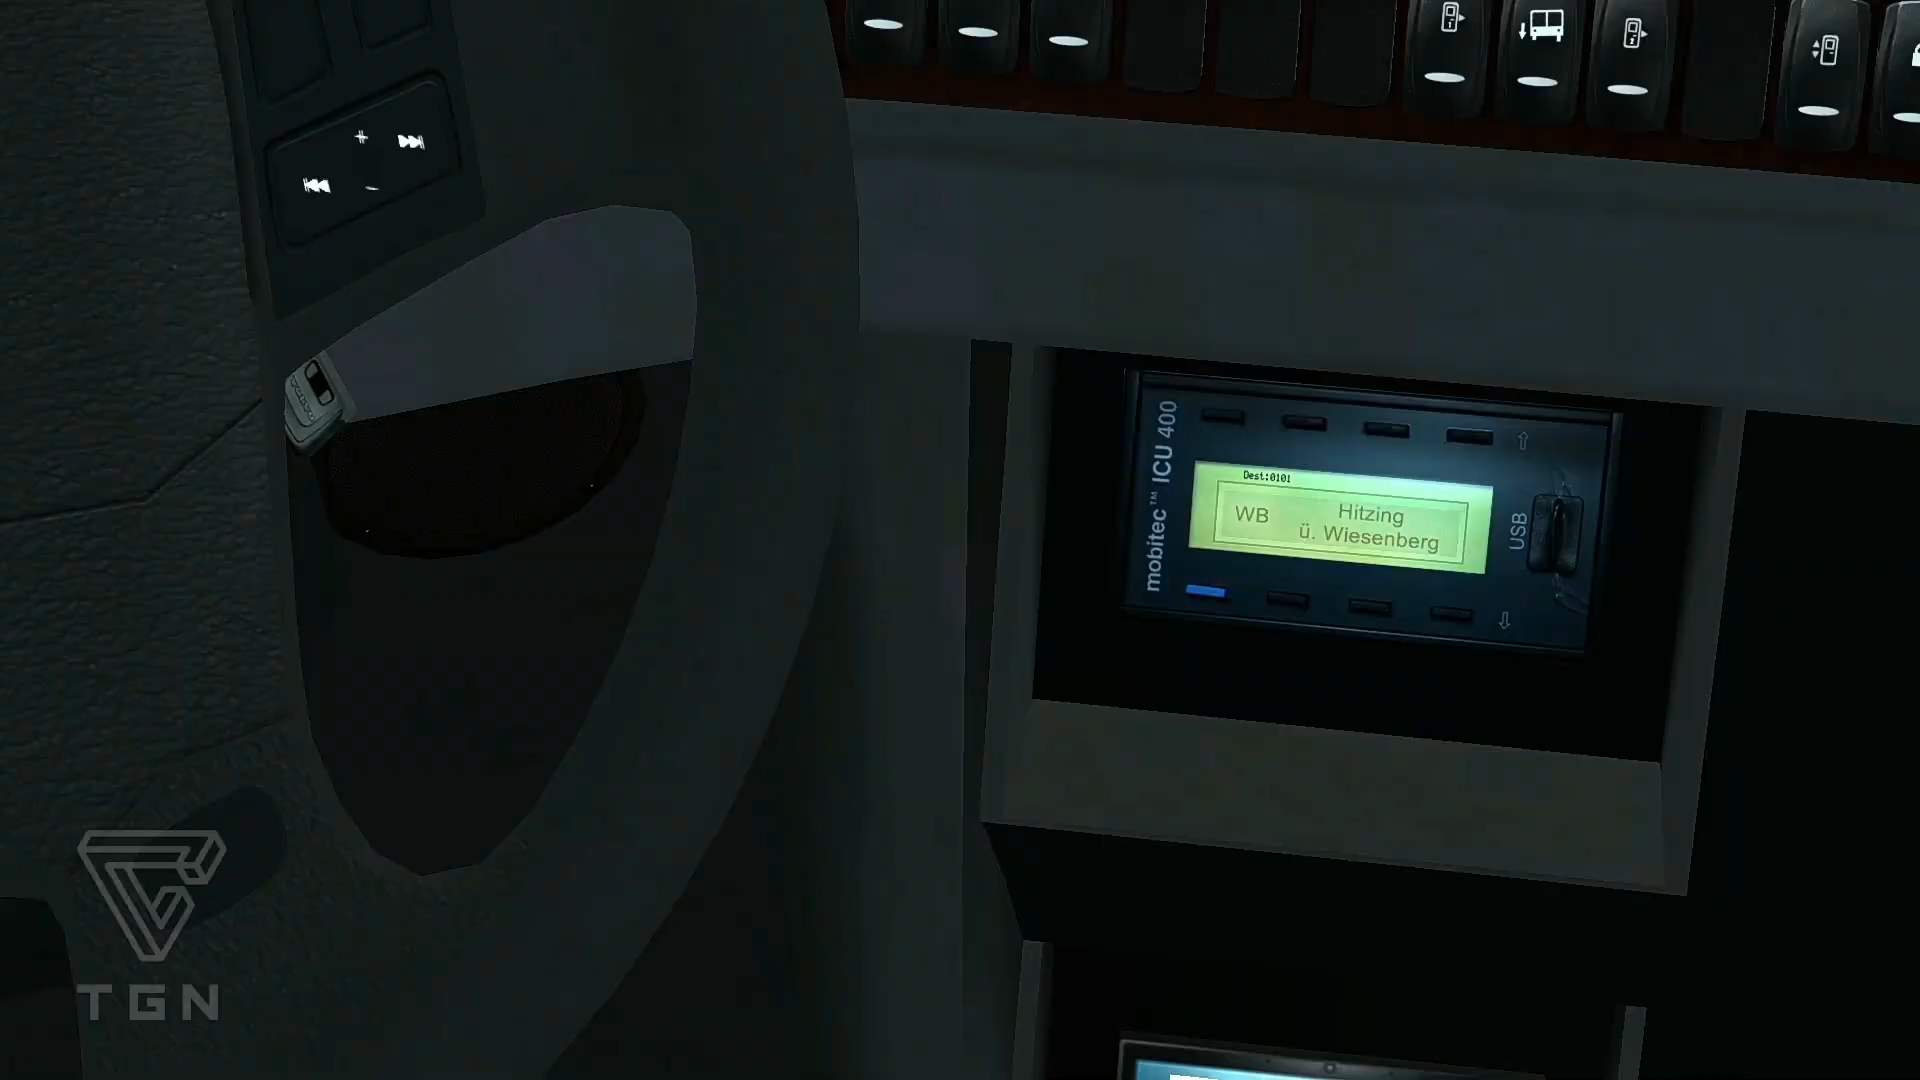 mobitec™ ICU 400
Dest:0101
WB
Hitzing
ü. Wiesenberg
USB
TGN